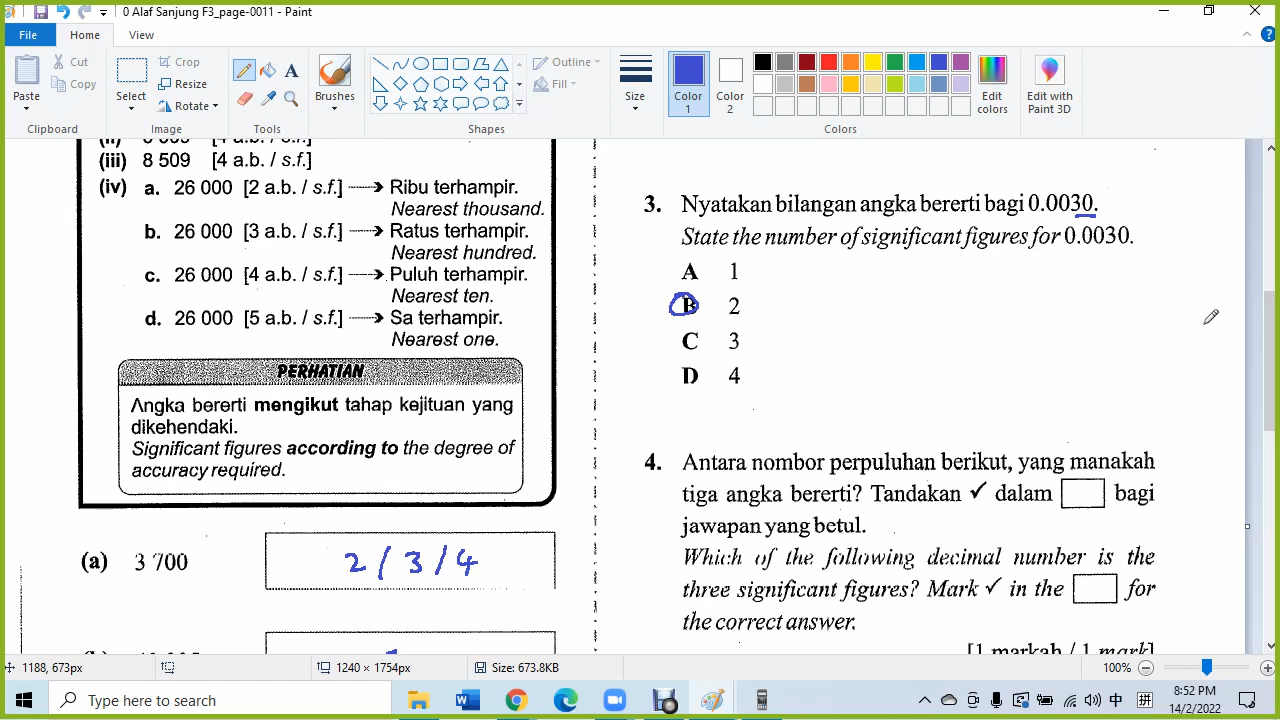 0 Alaf Sanjung F3_page-0011 - Paint
File Home View
Paste Cut Copy Clipboard
Select Crop Resize Rotate Image
A Tools
Brushes
Outline Fill Shapes
Size
Color 1 Color 2 Edit colors Edit with Paint 3D Colors
(iii) 8 509 [4 a.b. / s.f.]
(iv) a. 26 000 [2 a.b. / s.f.] Ribu terhampir.
Nearest thousand.
b. 26 000 [3 a.b. / s.f.] Ratus terhampir.
Nearest hundred.
c. 26 000 [4 a.b. / s.f.] Puluh terhampir.
Nearest ten.
d. 26 000 [5 a.b. / s.f.] Sa terhampir.
Nearest one.
PERHATIAN
Angka bererti mengikut tahap kejituan yang
dikehendaki.
Significant figures according to the degree of
accuracy required.
(a) 3 700 2 / 3 / 4
3. Nyatakan bilangan angka bererti bagi 0.0030.
State the number of significant figures for 0.0030.
A 1
B 2
C 3
D 4
4. Antara nombor perpuluhan berikut, yang manakah
tiga angka bererti? Tandakan ✓ dalam bagi
jawapan yang betul.
Which of the following decimal number is the
three significant figures? Mark ✓ in the for
the correct answer.
[1 markah / 1 mark]
1188, 673px 1240 × 1754px Size: 673.8KB 100%
Type here to search
中 拼 8:52 PM
14/2/2022